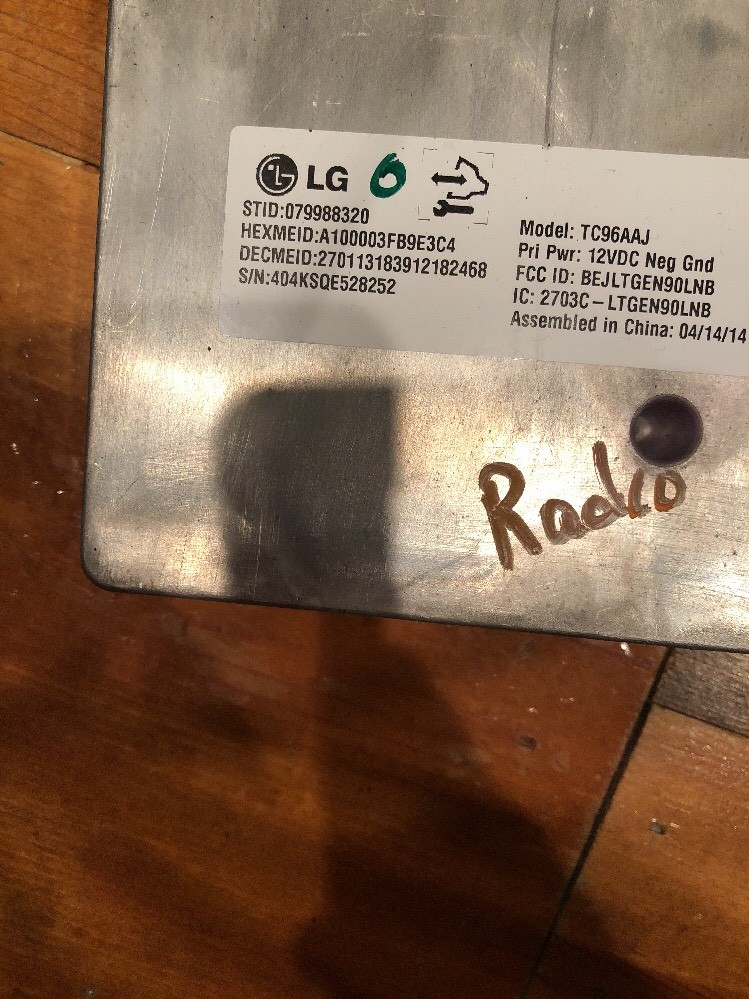 LG 6
STID:079988320
HEXMEID:A100003FB9E3C4
DECMEID:270113183912182468
S/N:404KSQE528252
Model: TC96AAJ
Pri Pwr: 12VDC Neg Gnd
FCC ID: BEJLTGEN90LNB
IC: 2703C-LTGEN90LNB
Assembled in China: 04/14/14
Radio